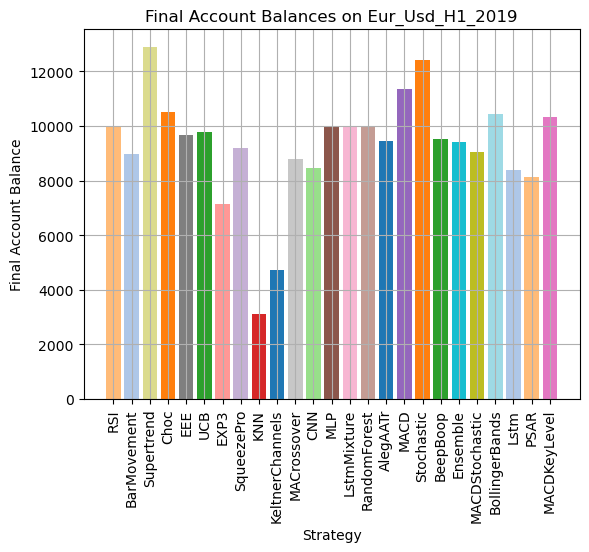 Final Account Balances on Eur_Usd_H1_2019
Final Account Balance
12000
10000
8000
6000
4000
2000
0
RSI
BarMovement
Supertrend
Choc
EEE
UCB
EXP3
SqueezePro
KNN
KeltnerChannels
MACrossover
CNN
MLP
LstmMixture
RandomForest
AlegAATr
MACD
Stochastic
BeepBoop
Ensemble
MACDStochastic
BollingerBands
Lstm
PSAR
MACDKeyLevel
Strategy